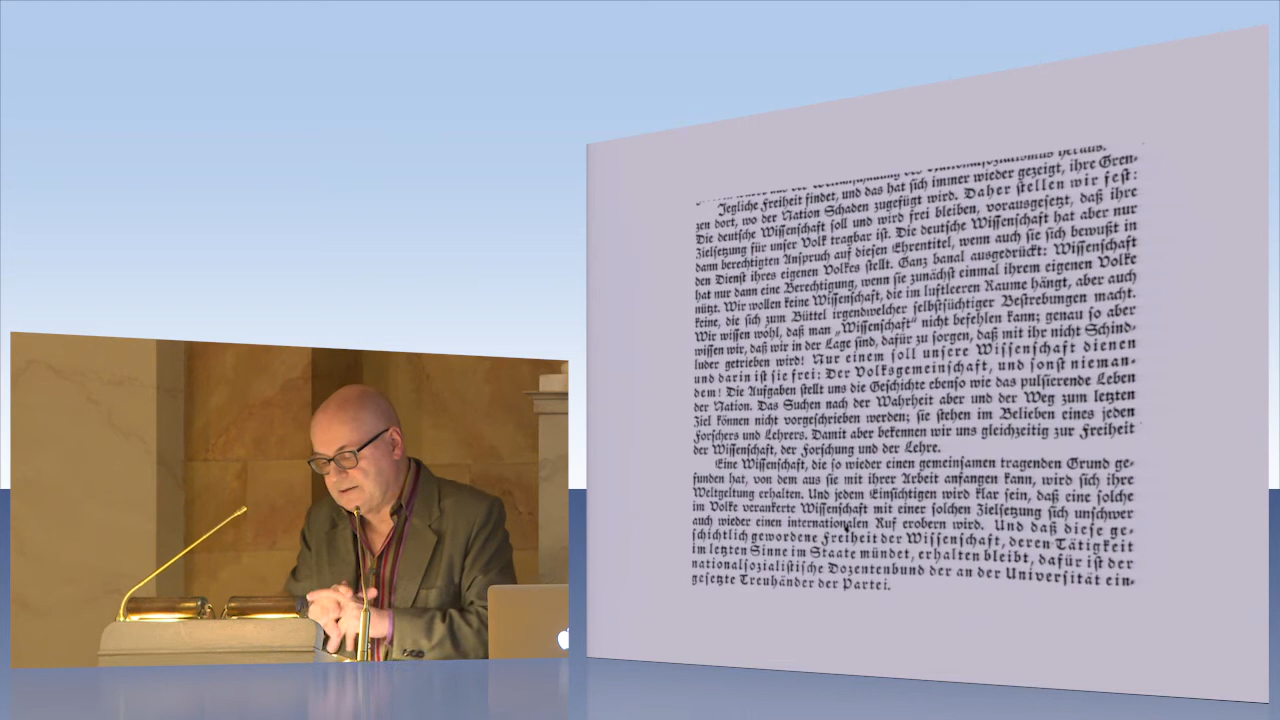 des Nationalsozialismus heraus.
Jegliche Freiheit findet, und das hat sich immer wieder gezeigt, ihre Gren-
zen dort, wo der Nation Schaden zugefügt wird. Daher stellen wir fest:
Die deutsche Wissenschaft soll und wird frei bleiben, vorausgesetzt, daß ihre
Zielsetzung für unser Volk tragbar ist. Die deutsche Wissenschaft hat aber nur
dann berechtigten Anspruch auf diesen Ehrentitel, wenn auch sie sich bewußt in
den Dienst ihres eigenen Volkes stellt. Ganz banal ausgedrückt: Wissenschaft
hat nur dann eine Berechtigung, wenn sie zunächst einmal ihrem eigenen Volke
nützt. Wir wollen keine Wissenschaft, die im luftleeren Raume hängt, aber auch
keine, die sich zum Büttel irgendwelcher selbstsüchtiger Bestrebungen macht.
Wir wissen wohl, daß man „Wissenschaft“ nicht befehlen kann; genau so aber
wissen wir, daß wir in der Lage sind, dafür zu sorgen, daß mit ihr nicht Schind-
luder getrieben wird! Nur einem soll unsere Wissenschaft dienen
und darin ist sie frei: Der Volksgemeinschaft, und sonst nieman-
dem! Die Aufgaben stellt uns die Geschichte ebenso wie das pulsierende Leben
der Nation. Das Suchen nach der Wahrheit aber und der Weg zum letzten
Ziel können nicht vorgeschrieben werden; sie stehen im Belieben eines jeden
Forschers und Lehrers. Damit aber bekennen wir uns gleichzeitig zur Freiheit
der Wissenschaft, der Forschung und der Lehre.
Eine Wissenschaft, die so wieder einen gemeinsamen tragenden Grund ge-
funden hat, von dem aus sie mit ihrer Arbeit anfangen kann, wird sich ihre
Weltgeltung erhalten. Und jedem Einsichtigen wird klar sein, daß eine solche
im Volke verankerte Wissenschaft mit einer solchen Zielsetzung sich unschwer
auch wieder einen internationalen Ruf erobern wird. Und daß diese ge-
schichtlich gewordene Freiheit der Wissenschaft, deren Tätigkeit
im letzten Sinne im Staate mündet, erhalten bleibt, dafür ist der
nationalsozialistische Dozentenbund der an der Universität ein-
gesetzte Treuhänder der Partei.